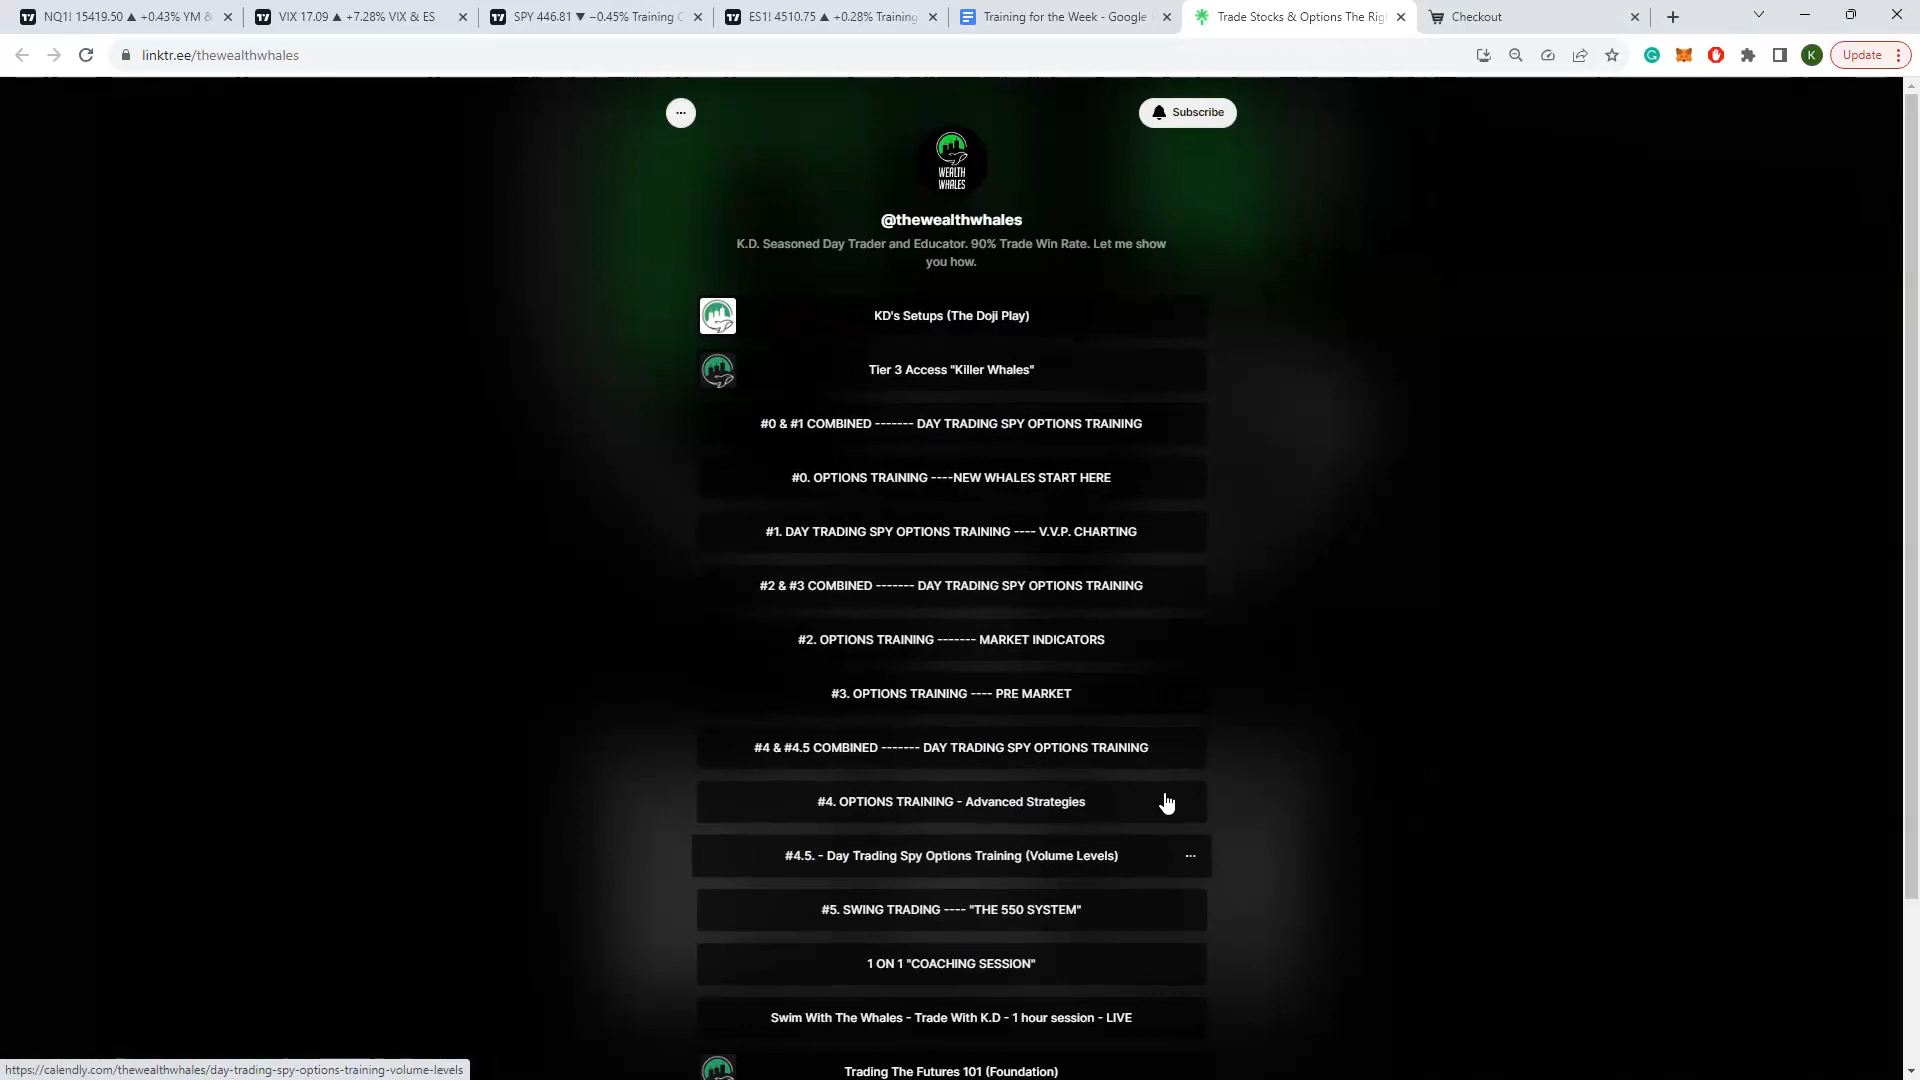 NQ1! 15419.50 ▲ +0.43% YM &
VIX 17.09 ▲ +7.28% VIX & ES
SPY 446.81 ▼ −0.45% Training C
ES1! 4510.75 ▲ +0.28% Training
Training for the Week - Google
Trade Stocks & Options The Rig
Checkout
linktr.ee/thewealthwhales
K
Update
...
Subscribe
WEALTH
WHALES
@thewealthwhales
K.D. Seasoned Day Trader and Educator. 90% Trade Win Rate. Let me show
you how.
KD's Setups (The Doji Play)
Tier 3 Access "Killer Whales"
#0 & #1 COMBINED ------- DAY TRADING SPY OPTIONS TRAINING
#0. OPTIONS TRAINING ----NEW WHALES START HERE
#1. DAY TRADING SPY OPTIONS TRAINING ---- V.V.P. CHARTING
#2 & #3 COMBINED ------- DAY TRADING SPY OPTIONS TRAINING
#2. OPTIONS TRAINING ------- MARKET INDICATORS
#3. OPTIONS TRAINING ---- PRE MARKET
#4 & #4.5 COMBINED ------- DAY TRADING SPY OPTIONS TRAINING
#4. OPTIONS TRAINING - Advanced Strategies
#4.5. - Day Trading Spy Options Training (Volume Levels) ...
#5. SWING TRADING ---- "THE 550 SYSTEM"
1 ON 1 "COACHING SESSION"
Swim With The Whales - Trade With K.D - 1 hour session - LIVE
Trading The Futures 101 (Foundation)
https://calendly.com/thewealthwhales/day-trading-spy-options-training-volume-levels